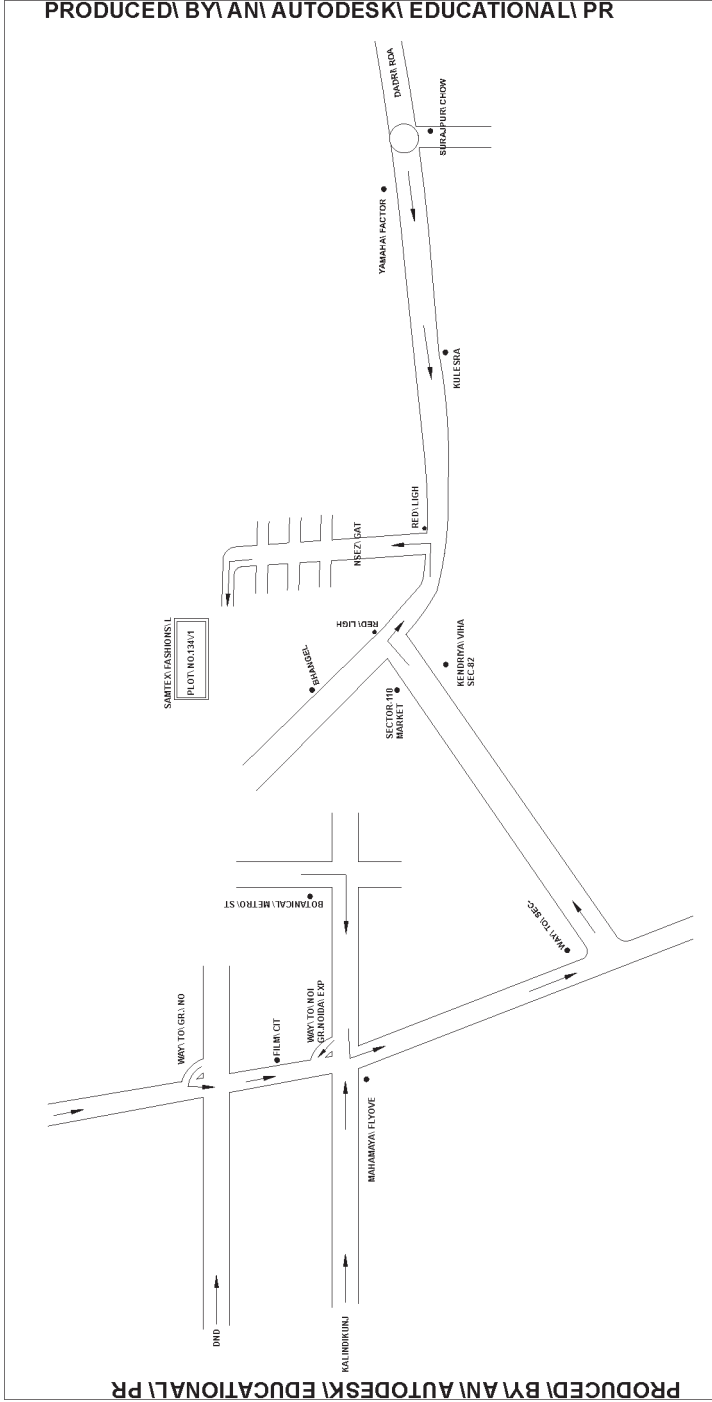 PRODUCED\ BY\ AN\ AUTODESK\ EDUCATIONAL\ PR
DADRI\ ROA
SURAJPUR\ CHOW
YAMAHA\ FACTOR
KULESRA
RED\ LIGH
NSEZ\ GAT
SAMTEX\ FASHIONS\ L
PLOT\ NO.134\/1
RED\ LIGH
BHANGEL
KENDRIYA\ VIHA
SEC-82
SECTOR-110
MARKET
BOTANICAL\ METRO\ ST
WAY\ TO\ SEC-
WAY\ TO\ GR.\ NO
FILM\ CIT
WAY\ TO\ NOI
GR.NOIDA\ EXP
MAHAMAYA\ FLYOVE
DND
KALINDIKUNJ
PRODUCED\ BY\ AN\ AUTODESK\ EDUCATIONAL\ PR